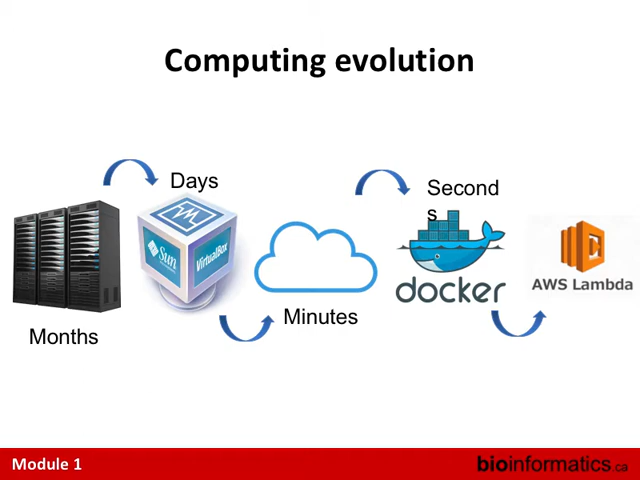 Computing evolution
Days
Second
s
Sun
VirtualBox
docker
AWS Lambda
Minutes
Months
Module 1
bioinformatics.ca